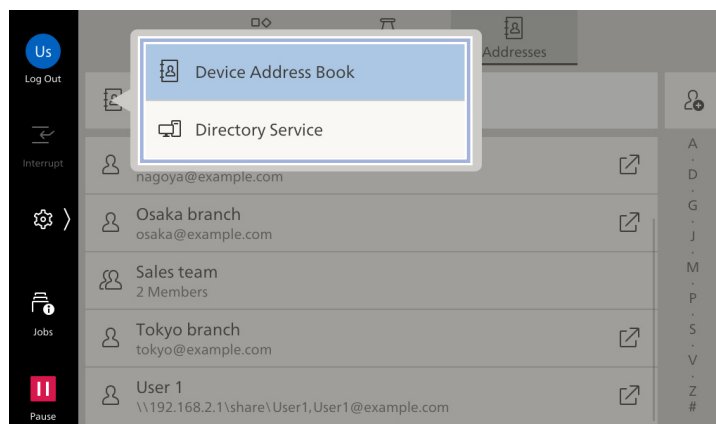 Us
Log Out
Interrupt
Jobs
Pause
Addresses
Device Address Book
Directory Service
nagoya@example.com
Osaka branch
osaka@example.com
Sales team
2 Members
Tokyo branch
tokyo@example.com
User 1
\\192.168.2.1\share\User1,User1@example.com
A
.
D
.
G
.
J
.
M
.
P
.
S
.
V
.
Z
#